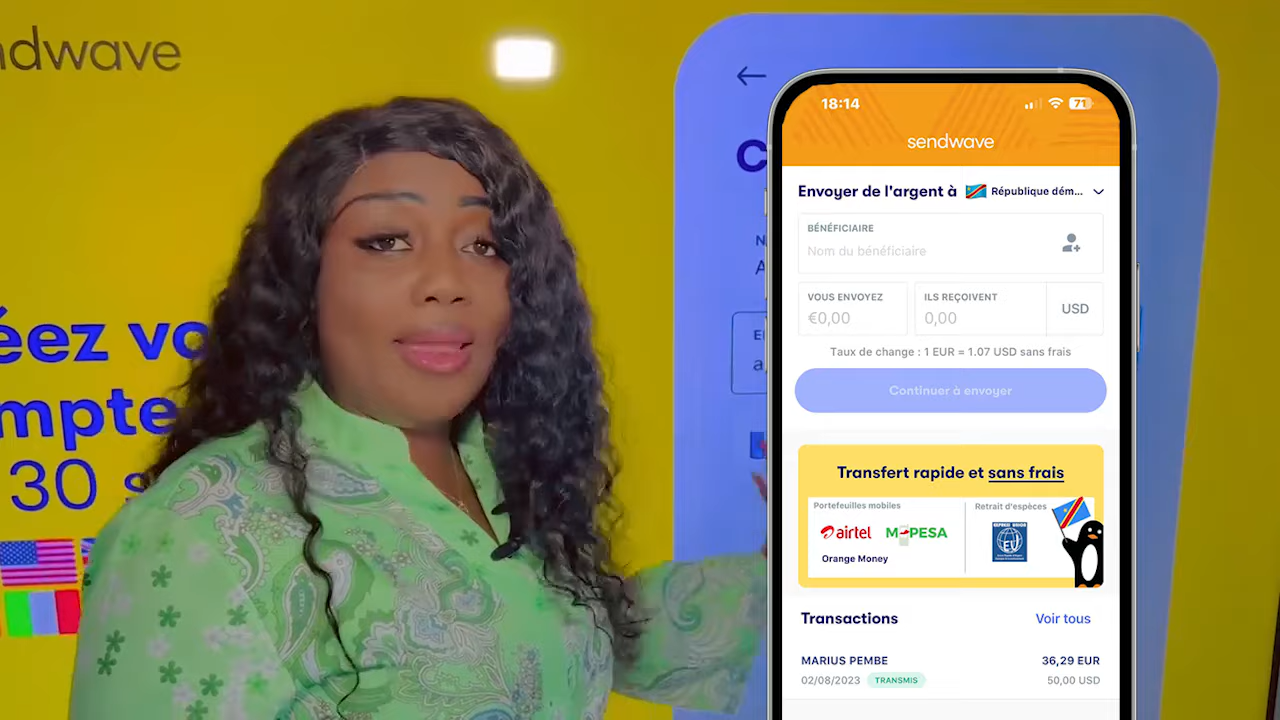 ndwave
éez vo
mpte
30 s
18:14
71
sendwave
Envoyer de l'argent à République dém...
BÉNÉFICIAIRE
Nom du bénéficiaire
VOUS ENVOYEZ
€0,00
ILS REÇOIVENT
0,00
USD
Taux de change : 1 EUR = 1.07 USD sans frais
Continuer à envoyer
Transfert rapide et sans frais
Portefeuilles mobiles
Retrait d'espèces
airtel
M-PESA
Orange Money
Transactions
Voir tous
MARIUS PEMBE
36,29 EUR
02/08/2023
TRANSMIS
50,00 USD